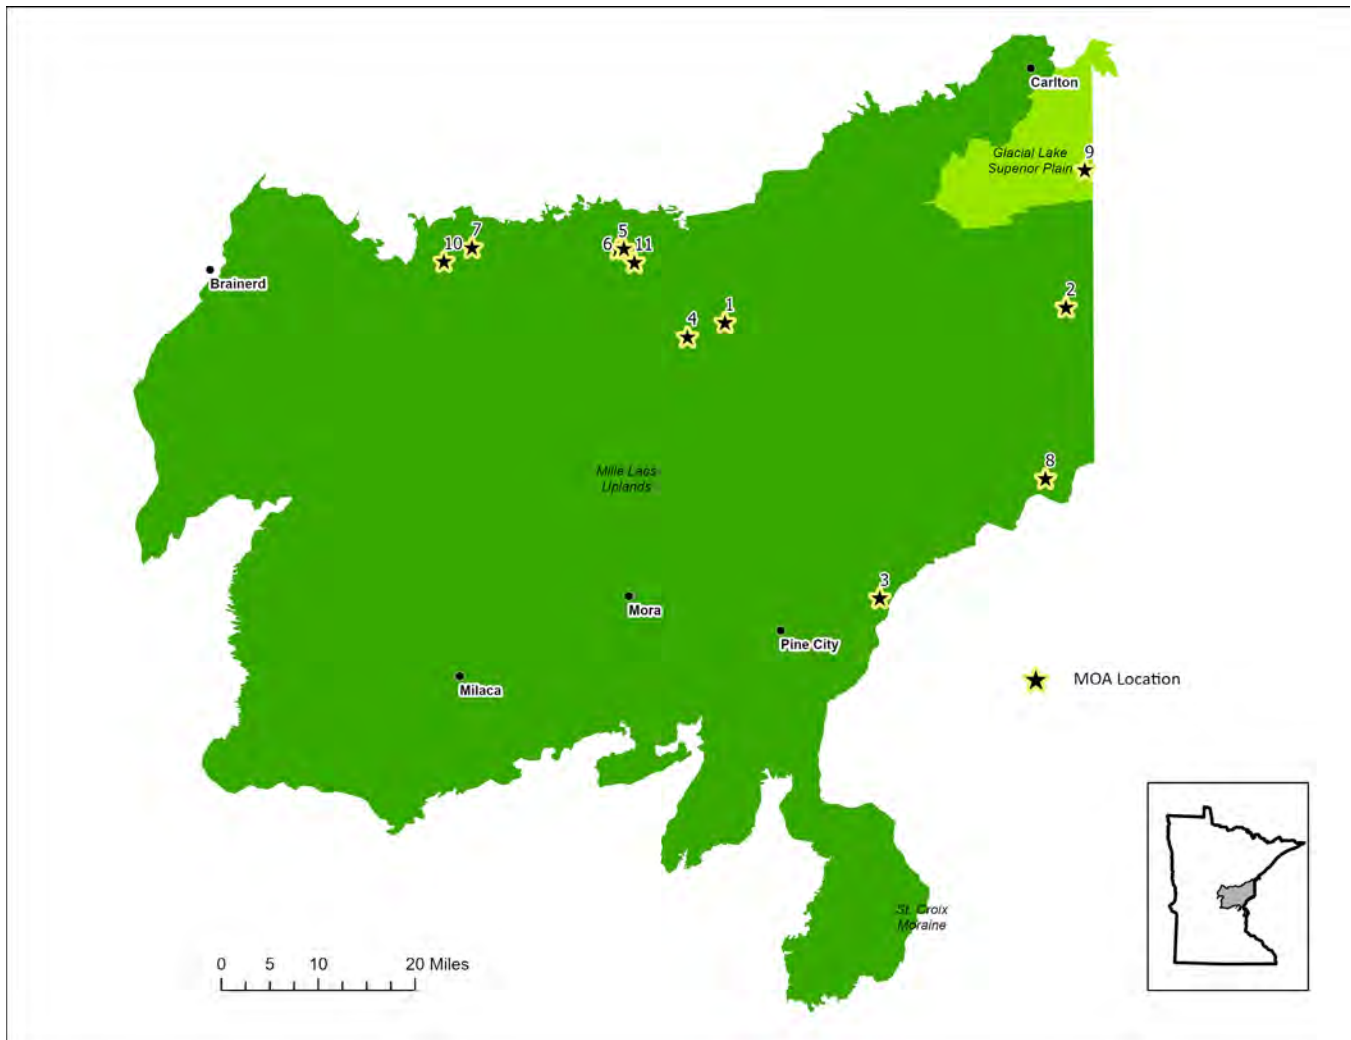 Carlton
Glacial Lake
Superior Plain
9
7
5
10
6
11
Brainerd
2
1
4
Mille Lacs
Uplands
8
3
Mora
Pine City
MOA Location
Milaca
St. Croix
Moraine
0 5 10 20 Miles